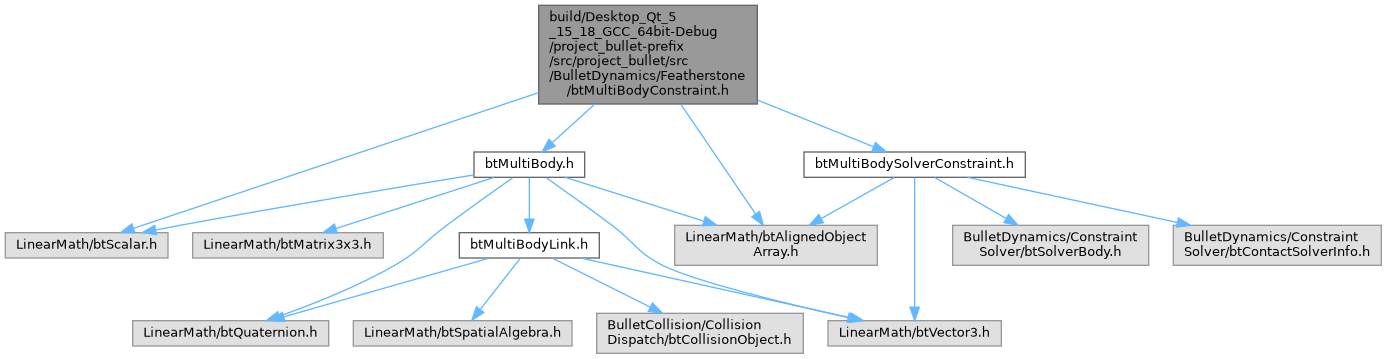 build/Desktop_Qt_5
_15_18_GCC_64bit-Debug
/project_bullet-prefix
/src/project_bullet/src
/BulletDynamics/Featherstone
/btMultiBodyConstraint.h
btMultiBody.h
btMultiBodySolverConstraint.h
LinearMath/btScalar.h
LinearMath/btMatrix3x3.h
btMultiBodyLink.h
LinearMath/btAlignedObject
Array.h
BulletDynamics/Constraint
Solver/btSolverBody.h
BulletDynamics/Constraint
Solver/btContactSolverInfo.h
LinearMath/btQuaternion.h
LinearMath/btSpatialAlgebra.h
BulletCollision/Collision
Dispatch/btCollisionObject.h
LinearMath/btVector3.h